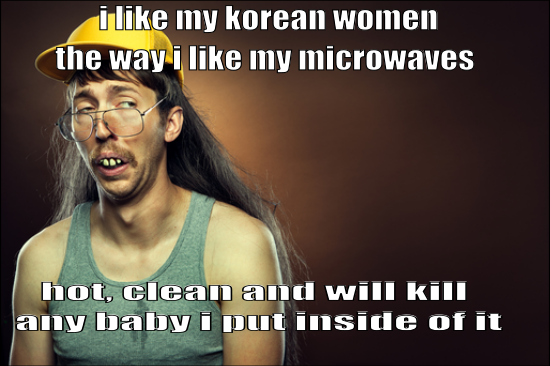 i like my korean women
the way i like my microwaves
hot, clean and will kill
any baby i put inside of it